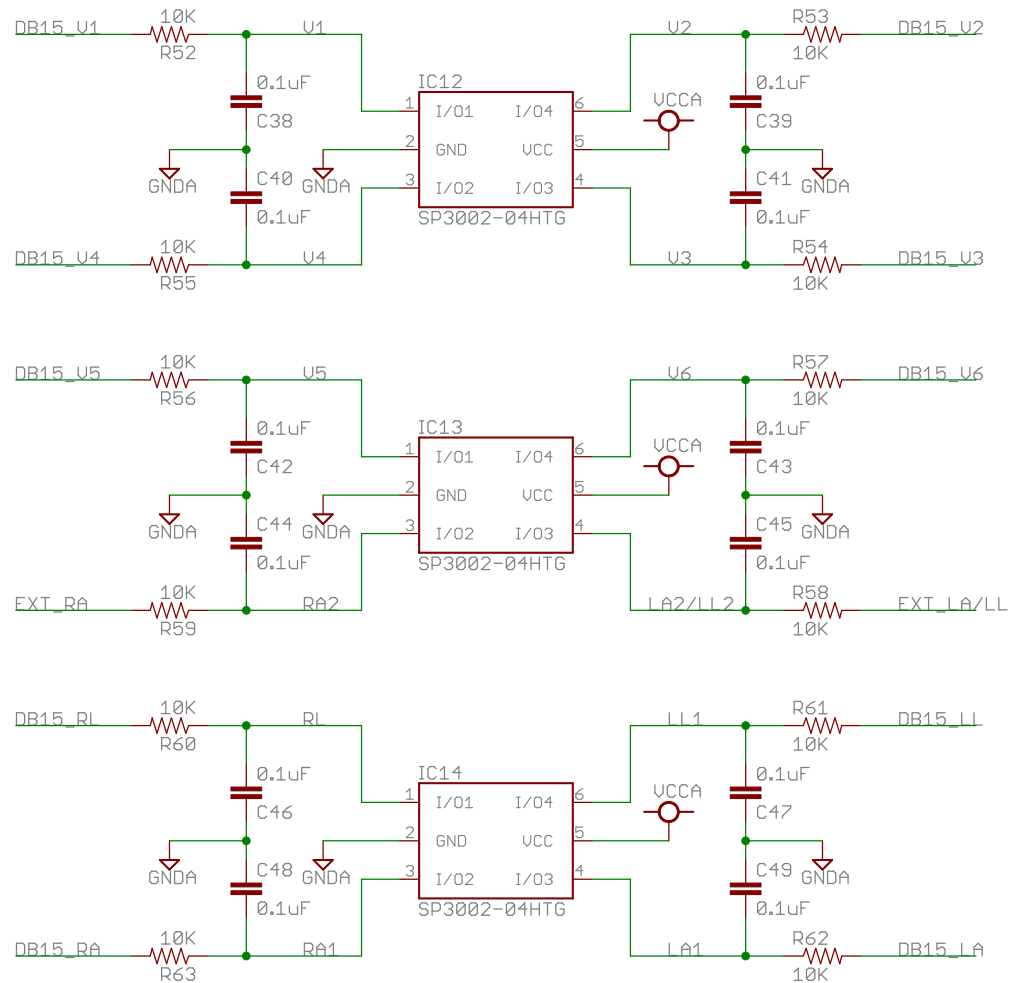 10K
DB15_V1
R52
V1
V2
R53
10K
DB15_V2
0.1uF
C38
IC12
VCCA
0.1uF
C39
1 I/O1 I/O4 6
2 GND VCC 5
3 I/O2 I/O3 4
SP3002-04HTG
GNDA
C40
0.1uF
GNDA
C41
0.1uF
GNDA
10K
DB15_V4
R55
V4
V3
R54
10K
DB15_V3
10K
DB15_V5
R56
V5
V6
R57
10K
DB15_V6
0.1uF
C42
IC13
VCCA
0.1uF
C43
1 I/O1 I/O4 6
2 GND VCC 5
3 I/O2 I/O3 4
SP3002-04HTG
GNDA
C44
0.1uF
GNDA
C45
0.1uF
GNDA
10K
EXT_RA
R59
RA2
LA2/LL2
R58
10K
EXT_LA/LL
10K
DB15_RL
R60
RL
LL1
R61
10K
DB15_LL
0.1uF
C46
IC14
VCCA
0.1uF
C47
1 I/O1 I/O4 6
2 GND VCC 5
3 I/O2 I/O3 4
SP3002-04HTG
GNDA
C48
0.1uF
GNDA
C49
0.1uF
GNDA
10K
DB15_RA
R63
RA1
LA1
R62
10K
DB15_LA